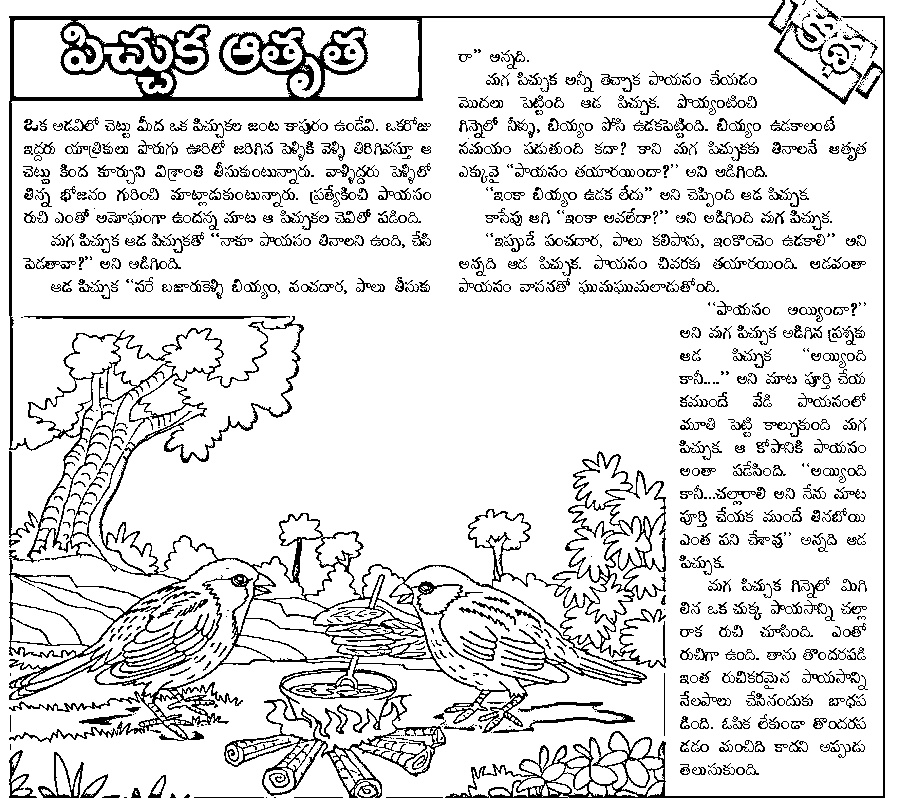 పిచ్చుక ఆతృత
కథ
ఒక అడవిలో చెట్టు మీద ఒక పిచ్చుకల జంట కాపురం ఉండేవి. ఒకరోజు
ఇద్దరు యాత్రికులు పొరుగు ఊరిలో జరిగిన పెళ్ళికి వెళ్ళి తిరిగివస్తూ ఆ
చెట్టు కింద కూర్చుని విశ్రాంతి తీసుకుంటున్నారు. వాళ్ళిద్దరు పెళ్ళిలో
తిన్న భోజనం గురించి మాట్లాడుకుంటున్నారు. ప్రత్యేకించి పాయసం
రుచి ఎంతో అమోఘంగా ఉందన్న మాట ఆ పిచ్చుకల చెవిలో పడింది.
మగ పిచ్చుక ఆడ పిచ్చుకతో "నాకూ పాయసం తినాలని ఉంది, చేసి
పెడతావా?" అని అడిగింది.
ఆడ పిచ్చుక "సరే బజారుకెళ్ళి బియ్యం, పంచదార, పాలు తీసుకు
రా" అన్నది.
మగ పిచ్చుక అన్నీ తెచ్చాక పాయసం చేయడం
మొదలు పెట్టింది ఆడ పిచ్చుక. పొయ్యంటించి
గిన్నెలో నీళ్ళు, బియ్యం పోసి ఉడకపెట్టింది. బియ్యం ఉడకాలంటే
సమయం పడుతుంది కదా? కాని మగ పిచ్చుకకు తినాలనే ఆతృత
ఎక్కువై "పాయసం తయారయిందా?" అని అడిగింది.
"ఇంకా బియ్యం ఉడక లేదు" అని చెప్పింది ఆడ పిచ్చుక.
కాసేపు ఆగి "ఇంకా అవలేదా?" అని అడిగింది మగ పిచ్చుక.
"ఇప్పుడే పంచదార, పాలు కలిపాను, ఇంకొంచెం ఉడకాలి" అని
అన్నది ఆడ పిచ్చుక. పాయసం చివరకు తయారయింది. అడవంతా
పాయసం వాసనతో ఘుమఘుమలాడుతోంది.
"పాయసం అయ్యిందా?"
అని మగ పిచ్చుక అడిగిన ప్రశ్నకు
ఆడ పిచ్చుక "అయ్యింది
కానీ...." అని మాట పూర్తి చేయ
కముందే వేడి పాయసంలో
మూతి పెట్టి కాల్చుకుంది మగ
పిచ్చుక. ఆ కోపానికి పాయసం
అంతా పడేసింది. "అయ్యింది
కానీ...చల్లారాలి అని నేను మాట
పూర్తి చేయక ముందే తినబోయి
ఎంత పని చేశావు" అన్నది ఆడ
పిచ్చుక.
మగ పిచ్చుక గిన్నెలో మిగి
లిన ఒక చుక్క పాయసాన్ని చల్లా
రాక రుచి చూసింది. ఎంతో
రుచిగా ఉంది. తాను తొందరపడి
ఇంత రుచికరమైన పాయసాన్ని
నేలపాలు చేసినందుకు బాధప
డింది. ఓపిక లేకుండా తొందరప
డడం మంచిది కాదని అప్పుడు
తెలుసుకుంది.